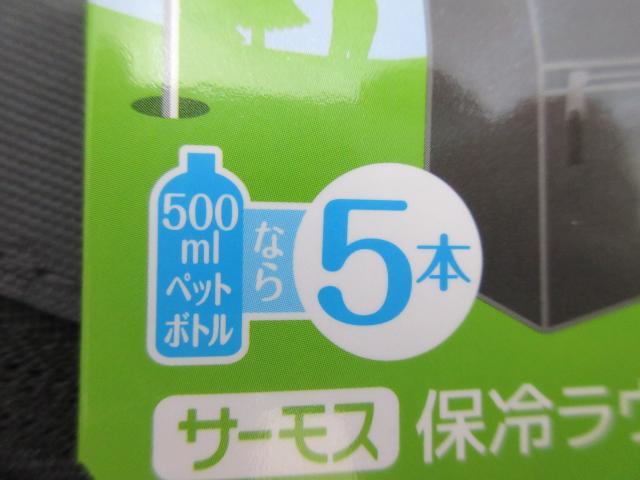 500
ml
ペット
ボトル
なら
5本
サーモス 保冷ラウ